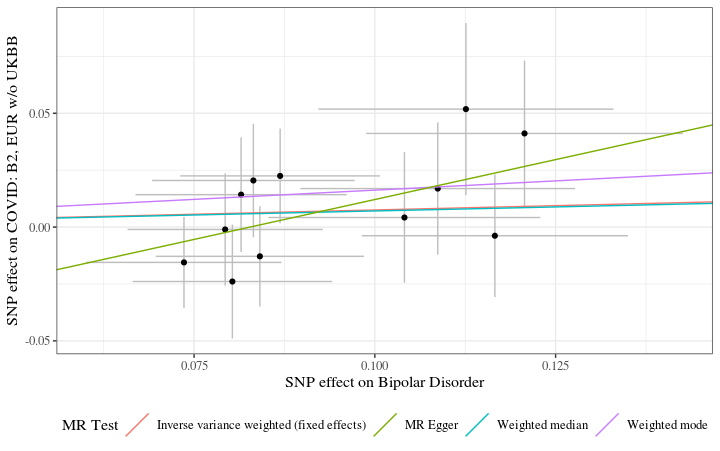 SNP effect on COVID: B2, EUR w/o UKBB
0.05
0.00
-0.05
0.075 0.100 0.125
SNP effect on Bipolar Disorder
MR Test Inverse variance weighted (fixed effects) MR Egger Weighted median Weighted mode